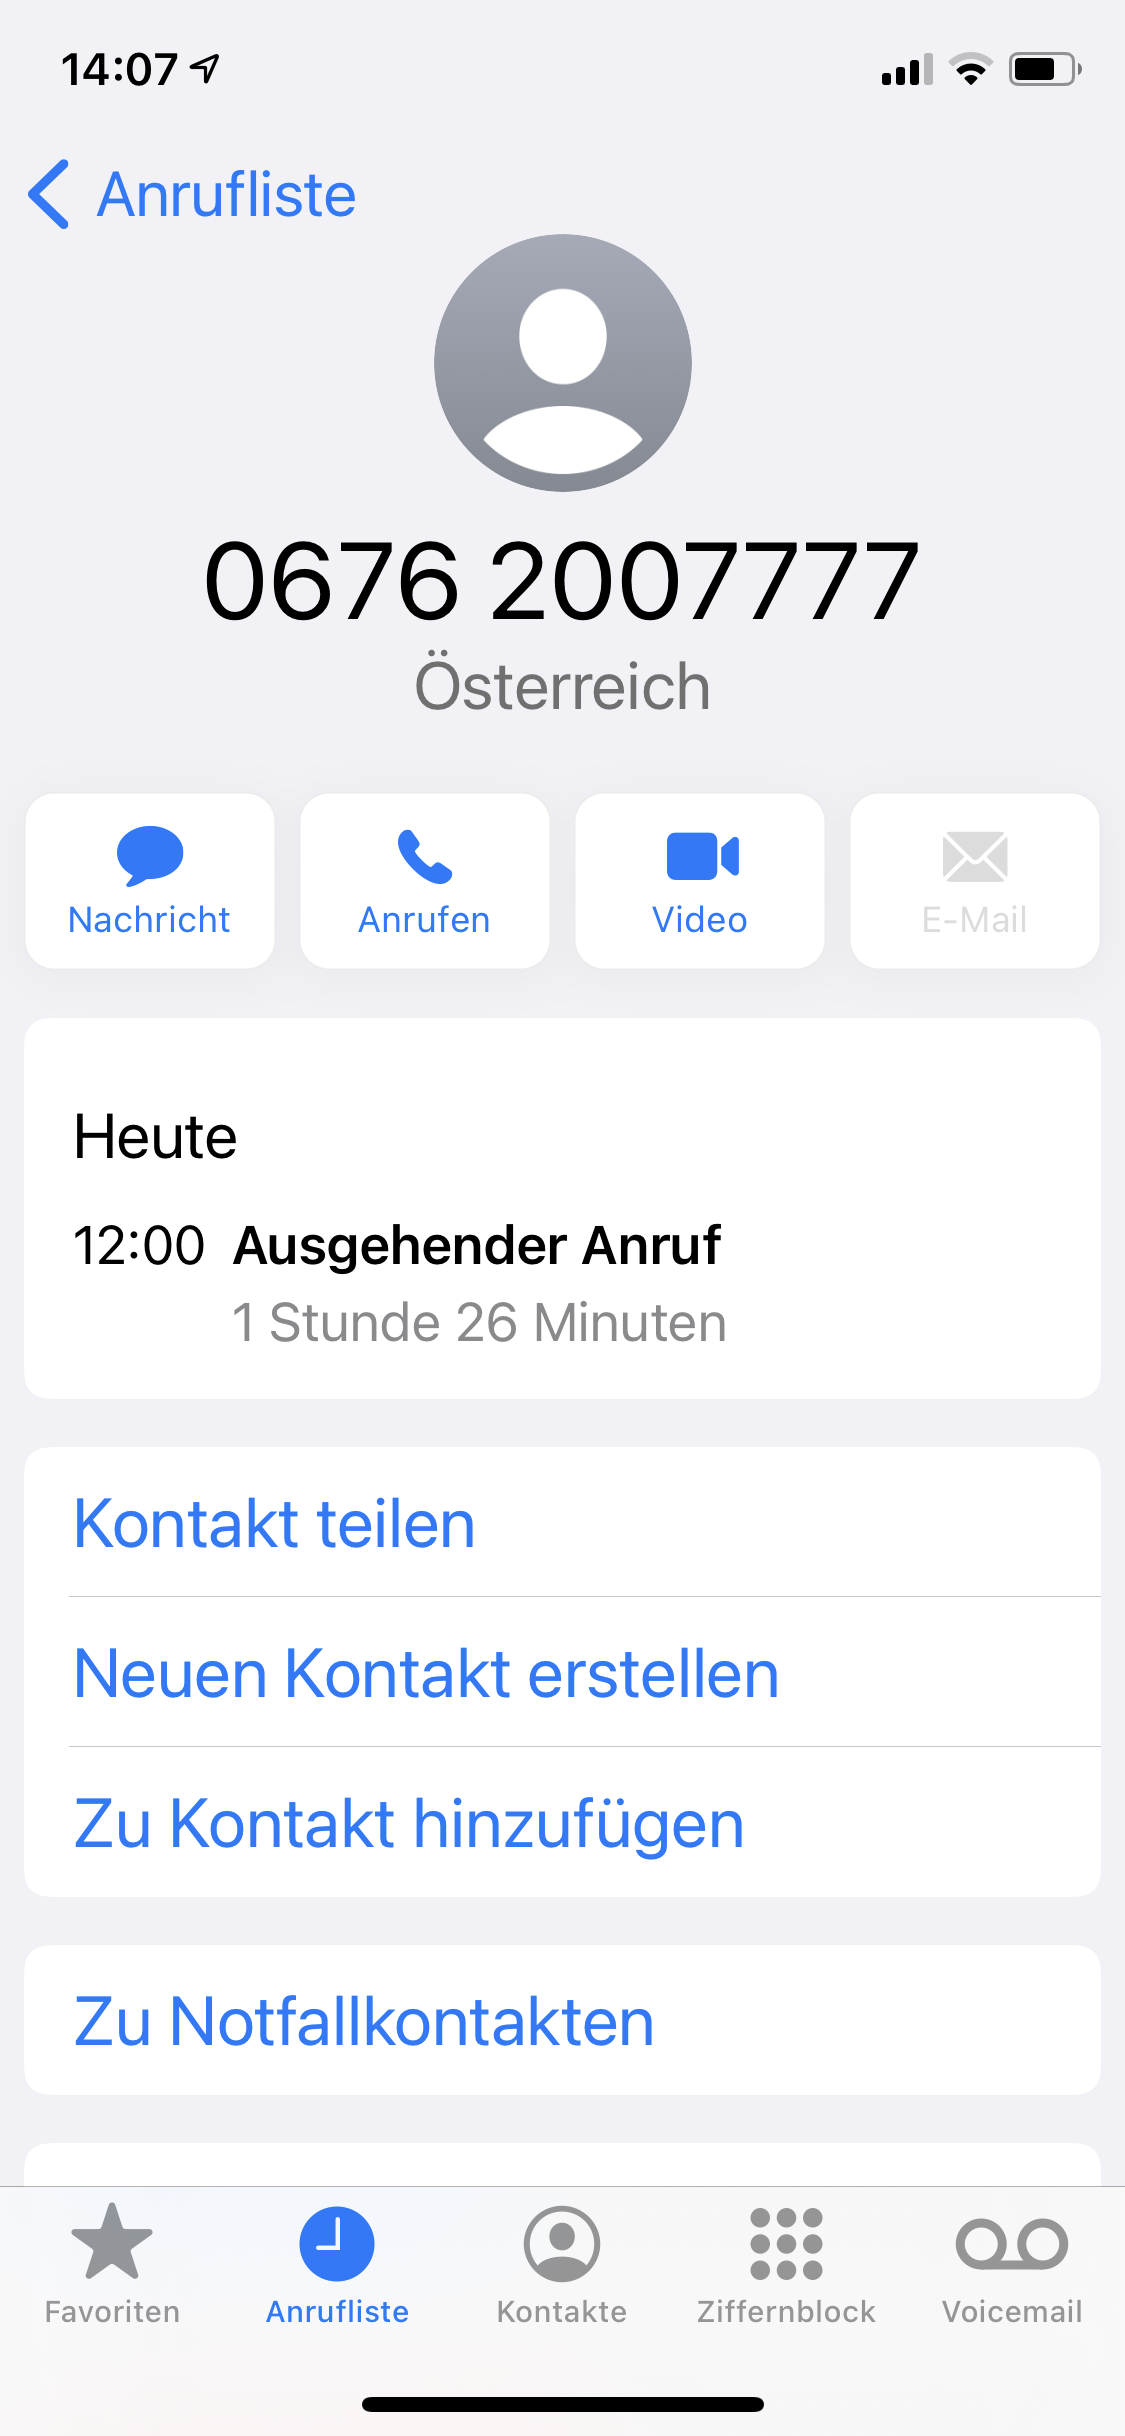 14:07
Anrufliste
0676 2007777
Österreich
Nachricht Anrufen Video E-Mail
Heute
12:00 Ausgehender Anruf
1 Stunde 26 Minuten
Kontakt teilen
Neuen Kontakt erstellen
Zu Kontakt hinzufügen
Zu Notfallkontakten
Favoriten Anrufliste Kontakte Ziffernblock Voicemail